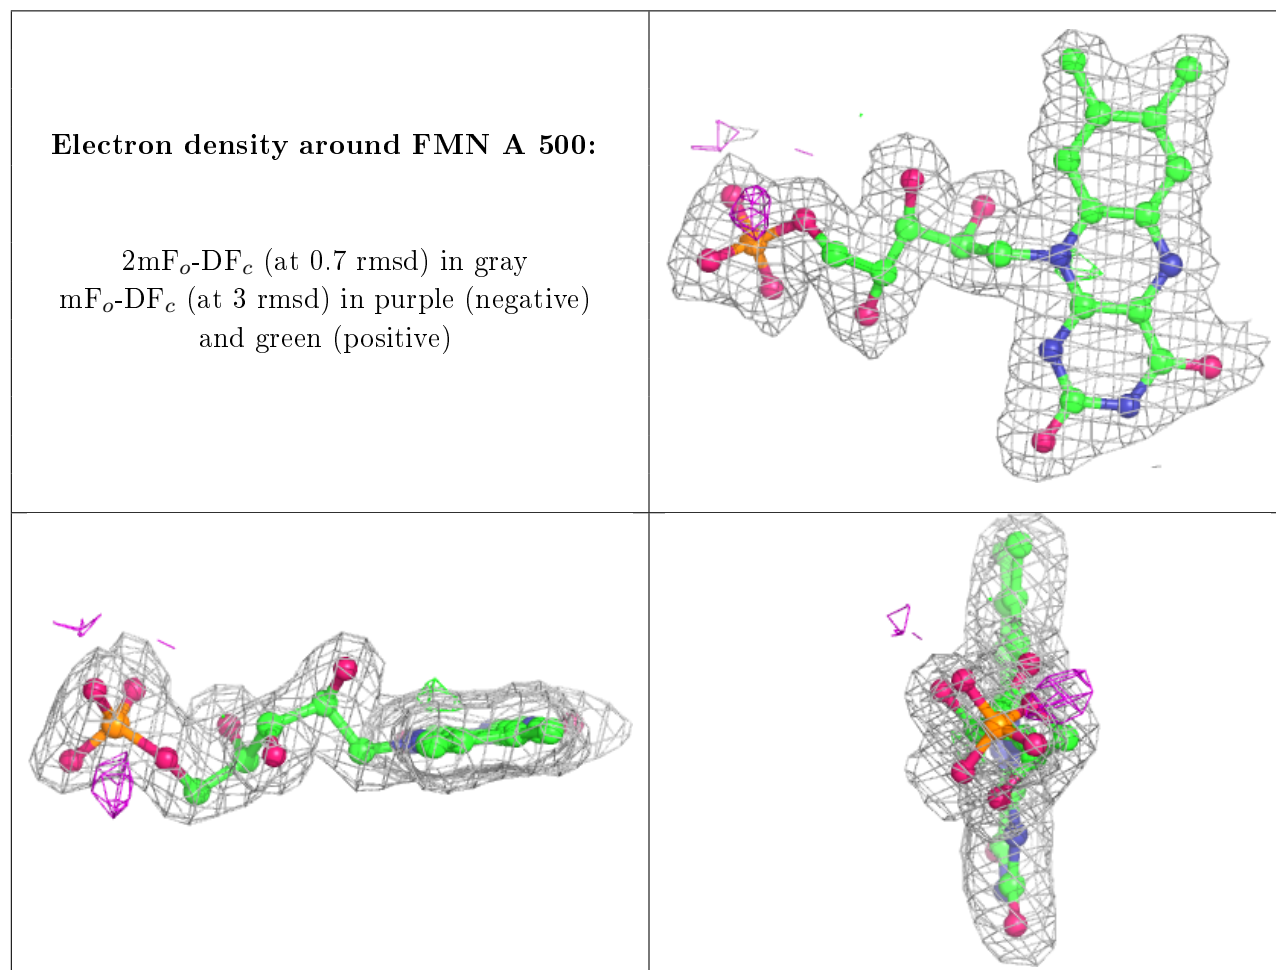 Electron density around FMN A 500:
2mFo-DFc (at 0.7 rmsd) in gray
mFo-DFc (at 3 rmsd) in purple (negative)
and green (positive)